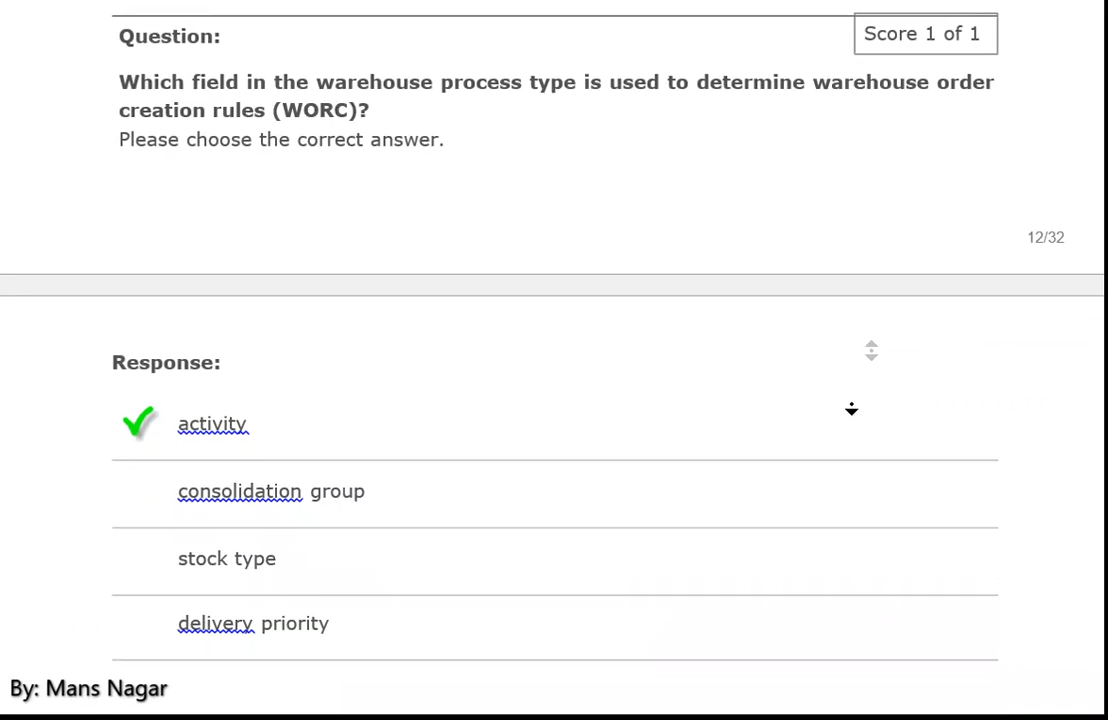 Question:
Score 1 of 1
Which field in the warehouse process type is used to determine warehouse order
creation rules (WORC)?
Please choose the correct answer.
12/32
Response:
activity
consolidation group
stock type
delivery priority
By: Mans Nagar